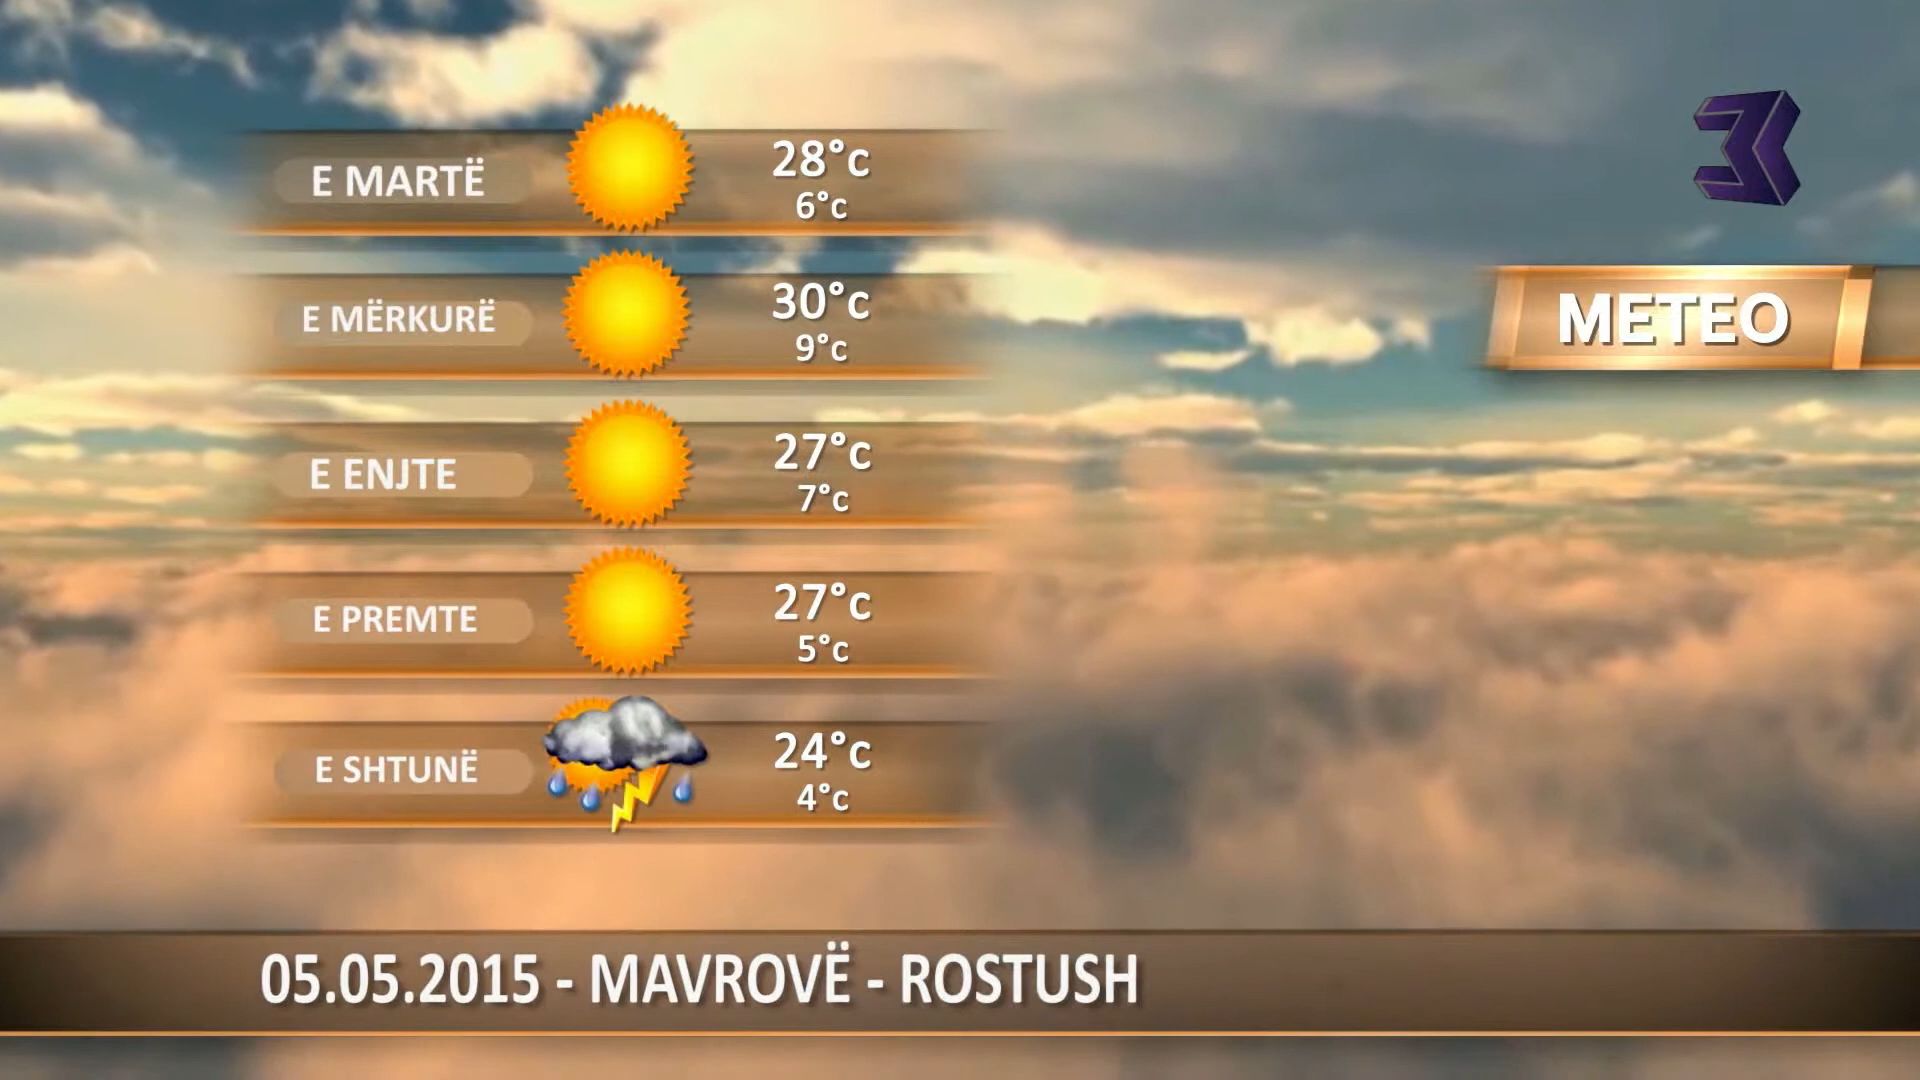 E MARTË
28°c
6°c
E MËRKURË
30°c
9°c
E ENJTE
27°c
7°c
E PREMTE
27°c
5°c
E SHTUNË
24°c
4°c
3
METEO
05.05.2015 - MAVROVË - ROSTUSH